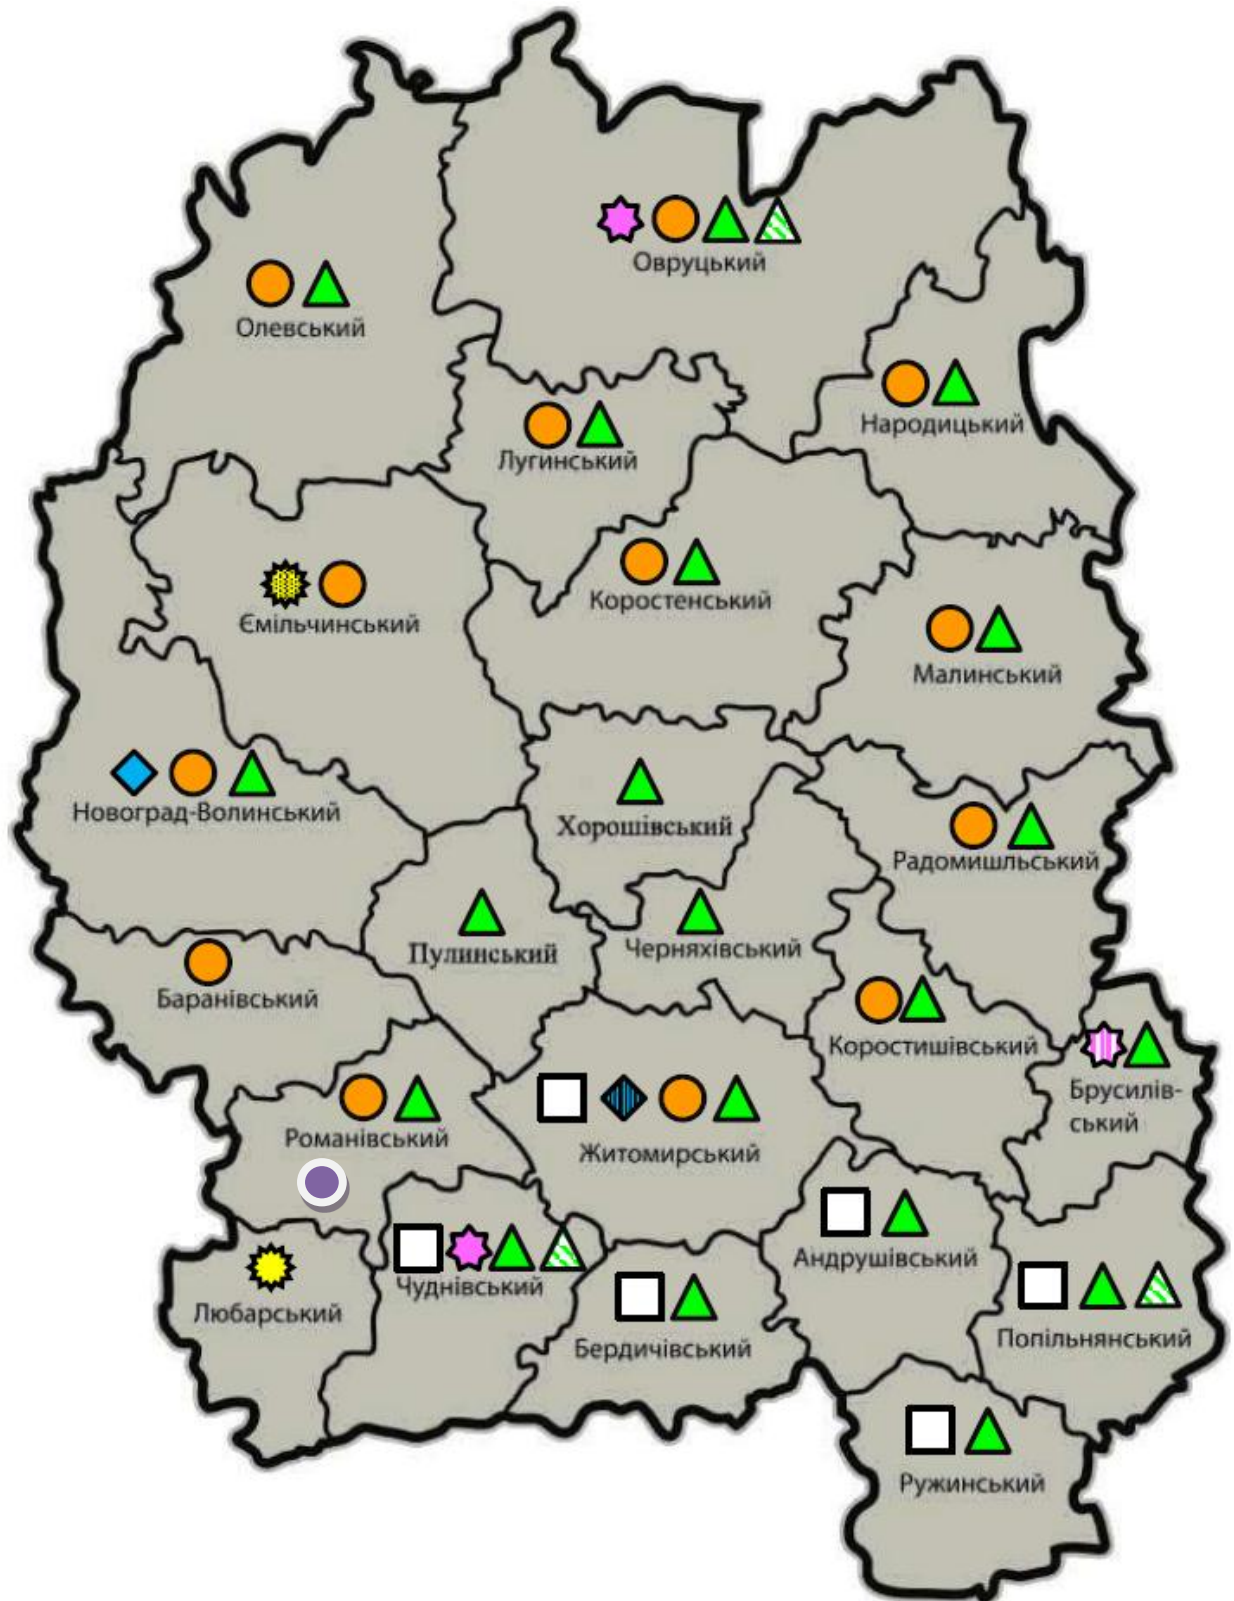 Овруцький
Олевський
Народицький
Лугинський
Коростенський
Ємільчинський
Малинський
Новоград-Волинський
Хорошівський
Радомишльський
Пулинський
Черняхівський
Баранівський
Коростишівський
Брусилів-
ський
Романівський
Житомирський
Андрушівський
Чуднівський
Любарський
Попільнянський
Бердичівський
Ружинський